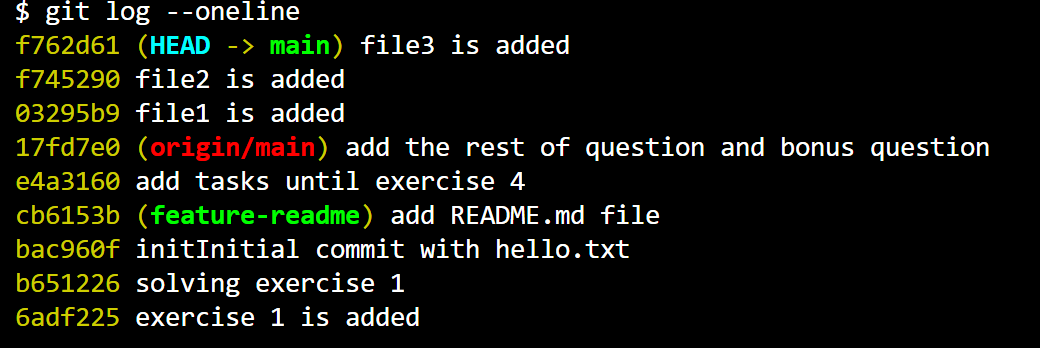 $ git log --oneline
f762d61 (HEAD -> main) file3 is added
f745290 file2 is added
03295b9 file1 is added
17fd7e0 (origin/main) add the rest of question and bonus question
e4a3160 add tasks until exercise 4
cb6153b (feature-readme) add README.md file
bac960f initInitial commit with hello.txt
b651226 solving exercise 1
6adf225 exercise 1 is added